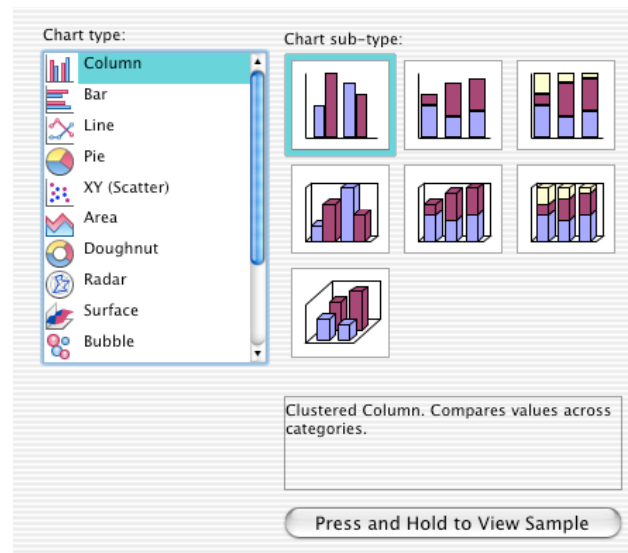 Chart type:
Column
Bar
Line
Pie
XY (Scatter)
Area
Doughnut
Radar
Surface
Bubble
Chart sub-type:
Clustered Column. Compares values across
categories.
Press and Hold to View Sample